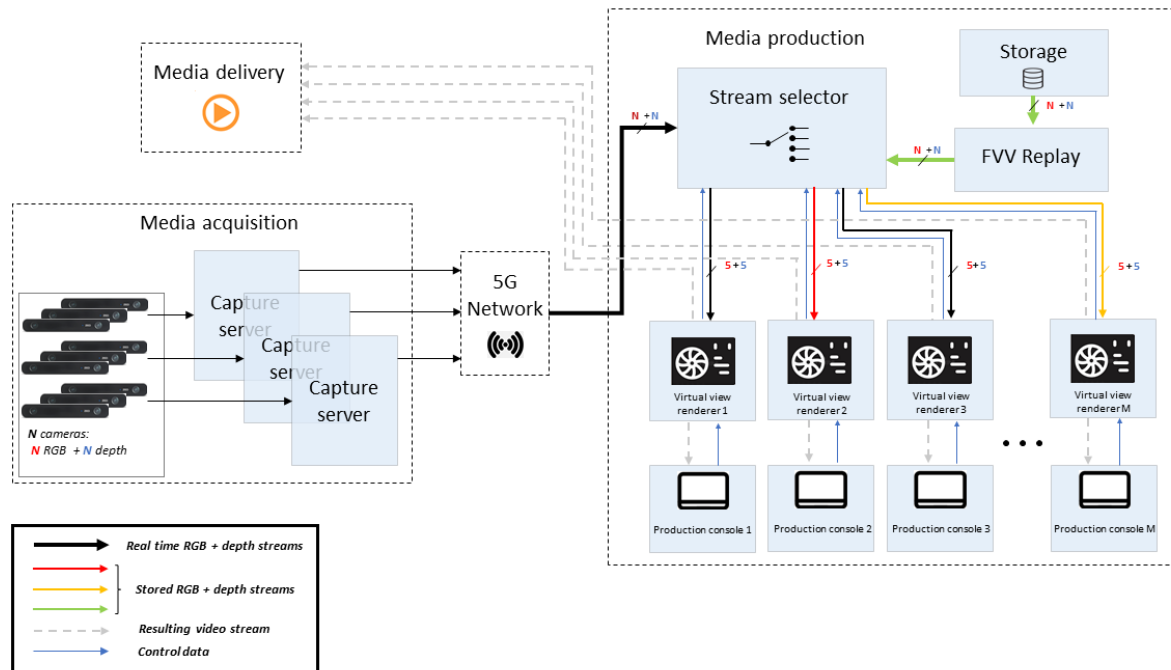 Media production
Media delivery
Storage
N + N
Stream selector
N + N
FVV Replay
N + N
Media acquisition
Capture
server
Capture
server
Capture
server
5G
Network
5+5
5+5
5+5
5+5
N cameras:
N RGB + N depth
Virtual view
renderer 1
Virtual view
renderer 2
Virtual view
renderer 3
Virtual view
renderer M
Production console 1
Production console 2
Production console 3
Production console M
Real time RGB + depth streams
Stored RGB + depth streams
Resulting video stream
Control data